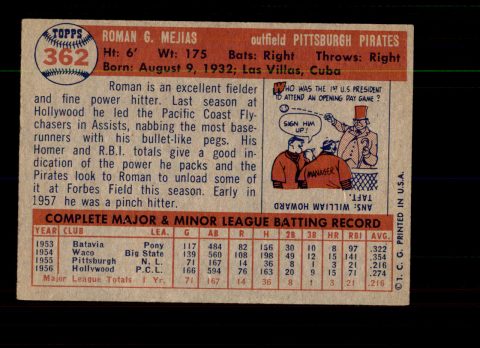 TOPPS
362
ROMAN G. MEJIAS outfield PITTSBURGH PIRATES
Ht: 6' Wt: 175 Bats: Right Throws: Right
Born: August 9, 1932; Las Villas, Cuba
Roman is an excellent fielder
and fine power hitter. Last season at
Hollywood he led the Pacific Coast Fly-
chasers in Assists, nabbing the most base-
runners with his bullet-like pegs. His
Homer and R.B.I. totals give a good in-
dication of the power he packs and the
Pirates look to Roman to unload some of
it at Forbes Field this season. Early in
1957 he was a pinch hitter.
WHO WAS THE 1ST U.S. PRESIDENT
TO ATTEND AN OPENING DAY GAME?
SIGN HIM UP!
MANAGER
ANS: WILLIAM HOWARD TAFT.
COMPLETE MAJOR & MINOR LEAGUE BATTING RECORD
YEAR CLUB LEA. G AB R H 2B 3B HR RBI AVG.
1953 Batavia Pony 117 484 82 156 30 10 8 97 .322
1954 Waco Big State 139 560 108 198 49 12 15 141 .354
1955 Pittsburgh N. L. 71 167 14 36 8 1 3 21 .216
1956 Hollywood P.C.L. 166 594 76 163 25 9 15 71 .274
Major League Totals 1 Yr. 71 167 14 36 8 1 3 21 .216
© T. C. G. PRINTED IN U.S.A.